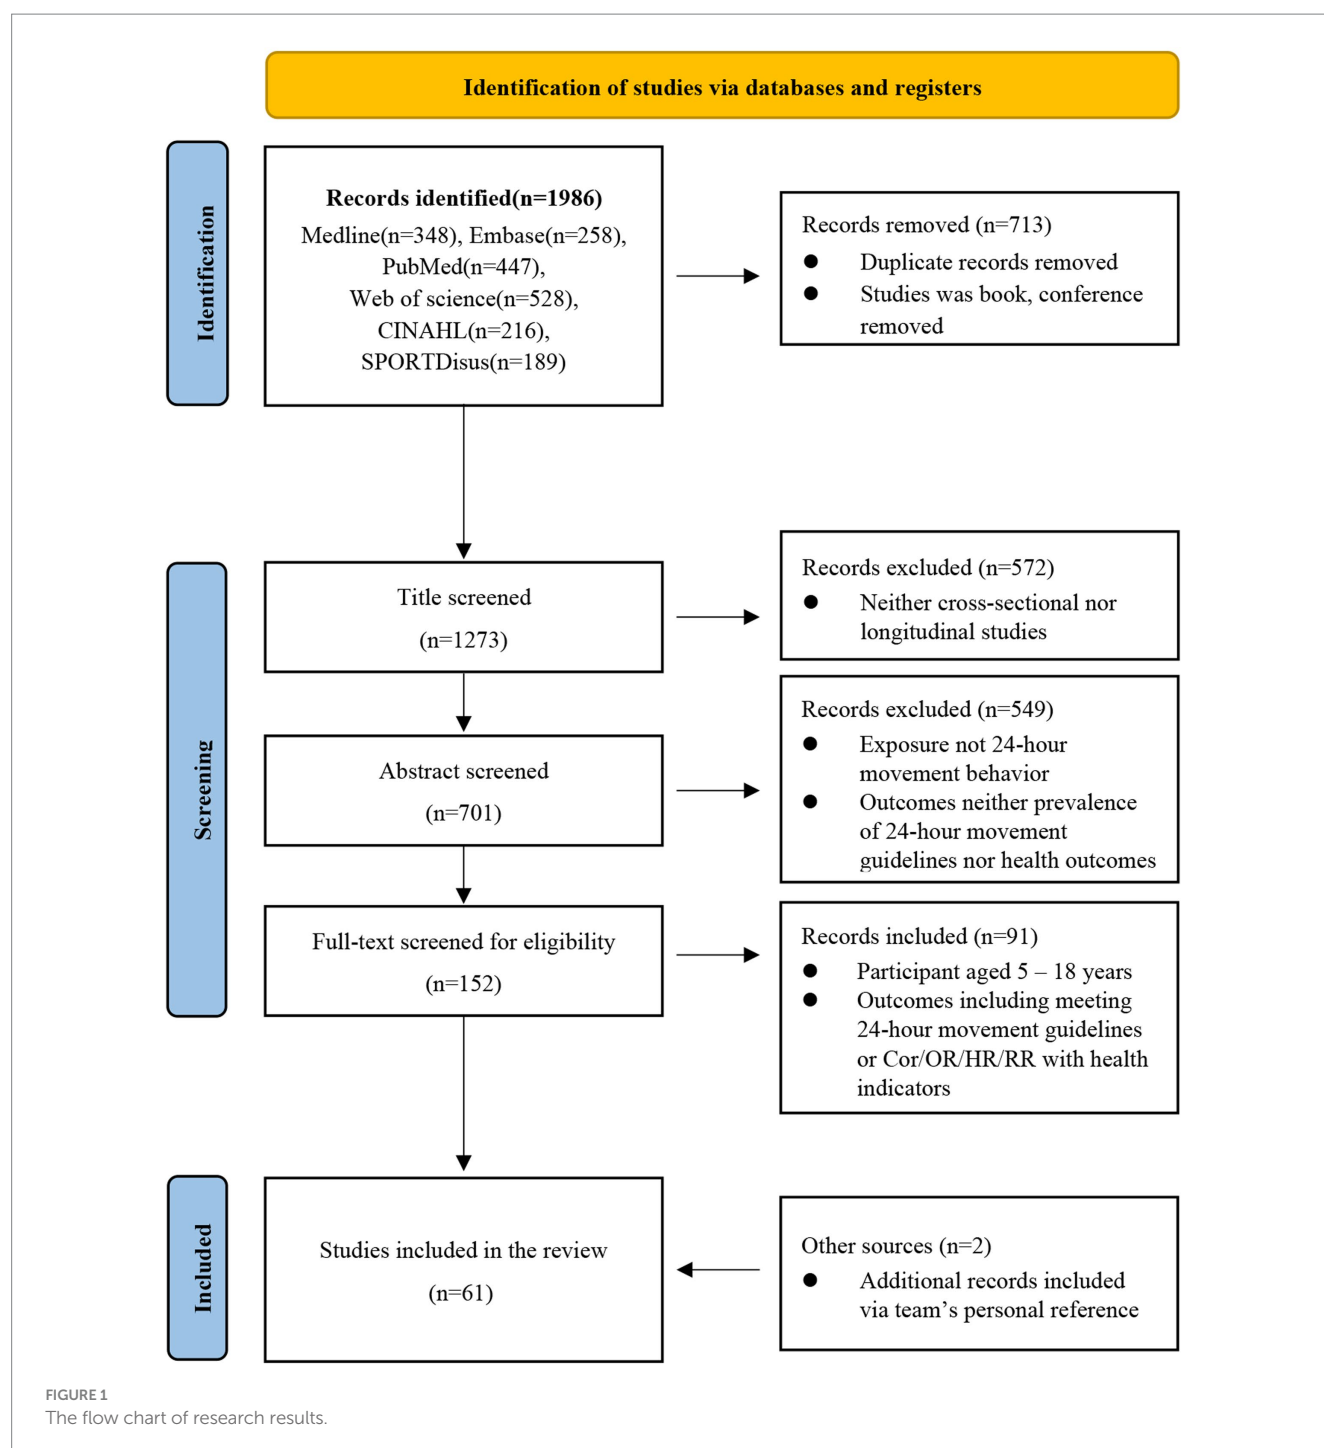 Identification of studies via databases and registers
Identification
Records identified(n=1986)
Medline(n=348), Embase(n=258),
PubMed(n=447),
Web of science(n=528),
CINAHL(n=216),
SPORTDisus(n=189)
Records removed (n=713)
● Duplicate records removed
● Studies was book, conference
removed
Screening
Title screened
(n=1273)
Records excluded (n=572)
● Neither cross-sectional nor
longitudinal studies
Abstract screened
(n=701)
Records excluded (n=549)
● Exposure not 24-hour
movement behavior
● Outcomes neither prevalence
of 24-hour movement
guidelines nor health outcomes
Full-text screened for eligibility
(n=152)
Records included (n=91)
● Participant aged 5 – 18 years
● Outcomes including meeting
24-hour movement guidelines
or Cor/OR/HR/RR with health
indicators
Included
Studies included in the review
(n=61)
Other sources (n=2)
● Additional records included
via team’s personal reference
FIGURE 1
The flow chart of research results.